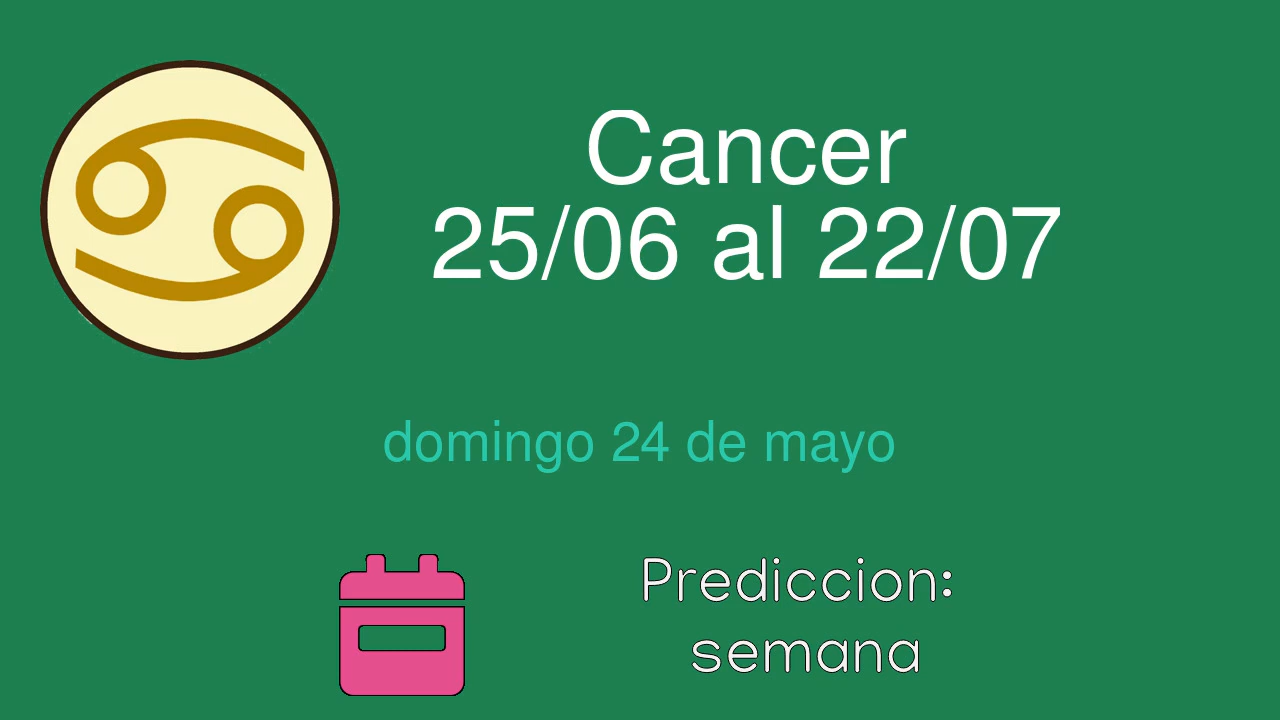 Cancer
25/06 al 22/07
domingo 24 de mayo
Prediccion:
semana